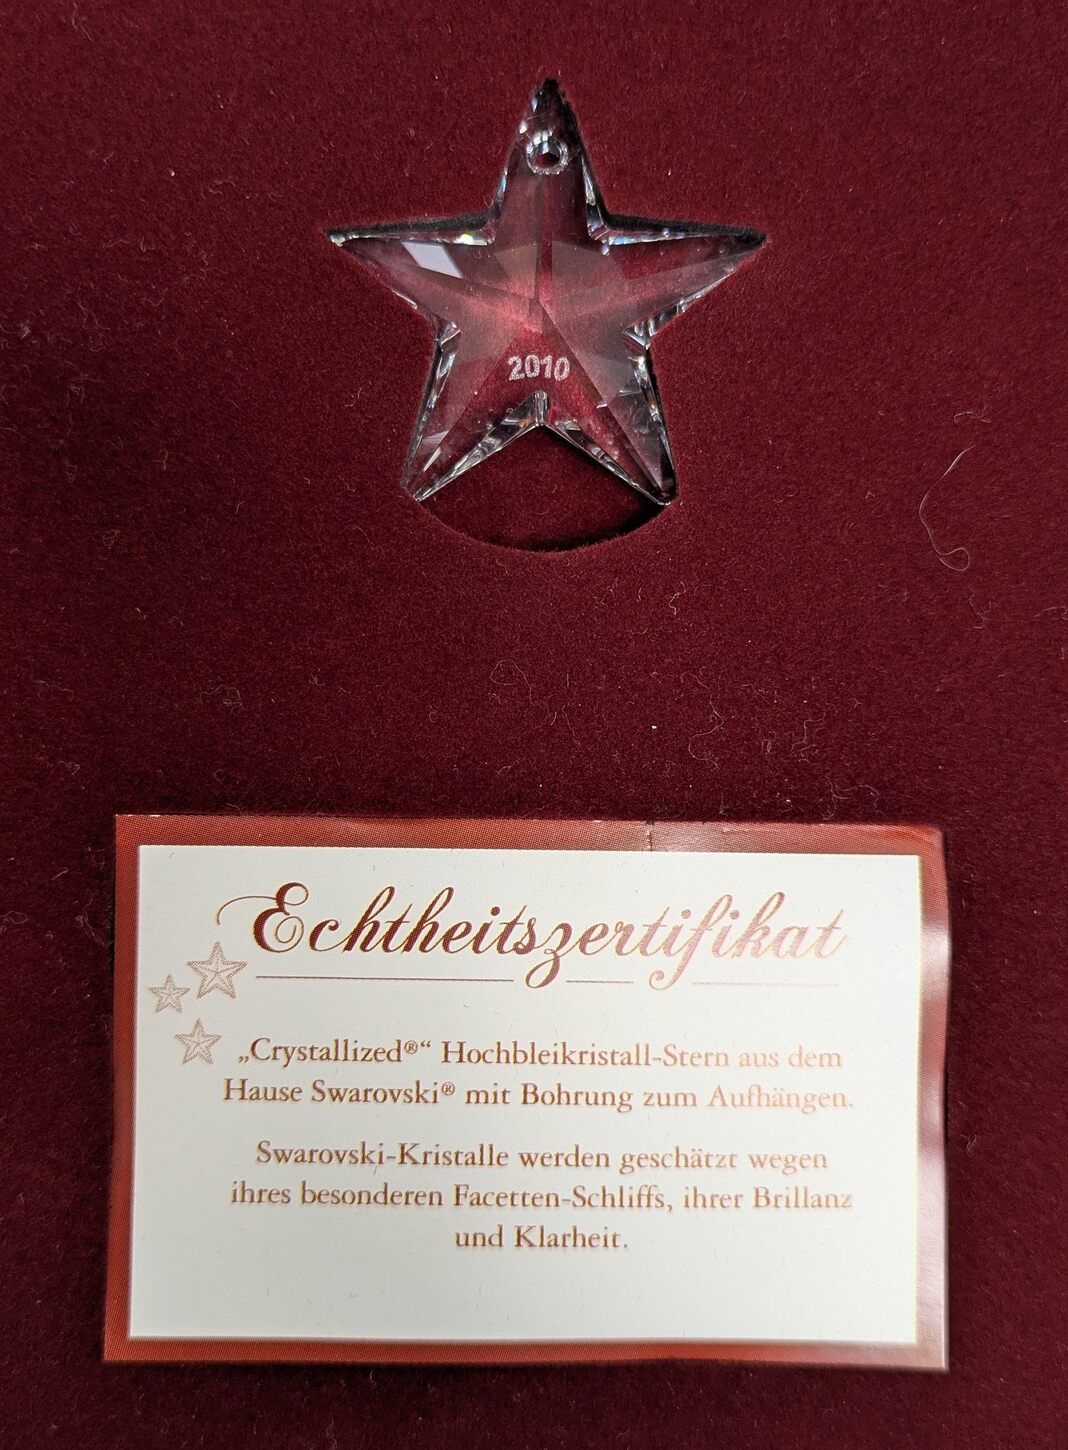 2010
Echtheitszertifikat
„Crystallized®“ Hochbleikristall-Stern aus dem
Hause Swarovski® mit Bohrung zum Aufhängen.
Swarovski-Kristalle werden geschätzt wegen
ihres besonderen Facetten-Schliffs, ihrer Brillanz
und Klarheit.